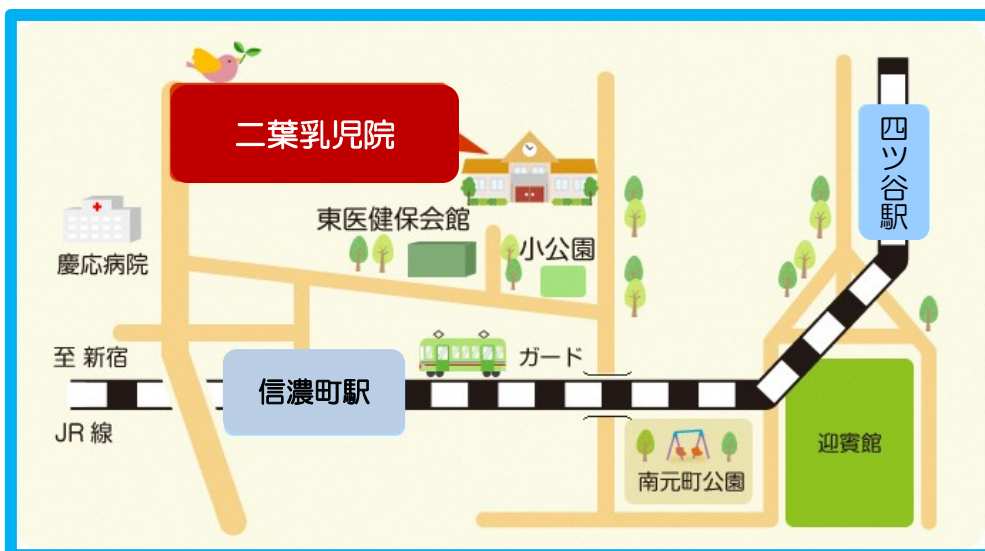 二葉乳児院
四ツ谷駅
東医健保会館
小公園
慶応病院
至 新宿
ガード
信濃町駅
JR 線
迎賓館
南元町公園